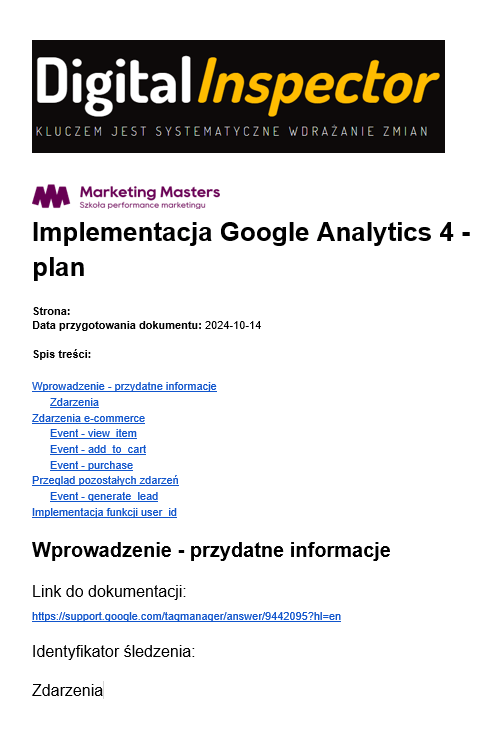 DigitalInspector
KLUCZEM JEST SYSTEMATYCZNE WDRAŻANIE ZMIAN
Marketing Masters
Szkoła performance marketingu
Implementacja Google Analytics 4 -
plan
Strona:
Data przygotowania dokumentu: 2024-10-14
Spis treści:
Wprowadzenie - przydatne informacje
Zdarzenia
Zdarzenia e-commerce
Event - view_item
Event - add_to_cart
Event - purchase
Przegląd pozostałych zdarzeń
Event - generate_lead
Implementacja funkcji user_id
Wprowadzenie - przydatne informacje
Link do dokumentacji:
https://support.google.com/tagmanager/answer/9442095?hl=en
Identyfikator śledzenia:
Zdarzenia